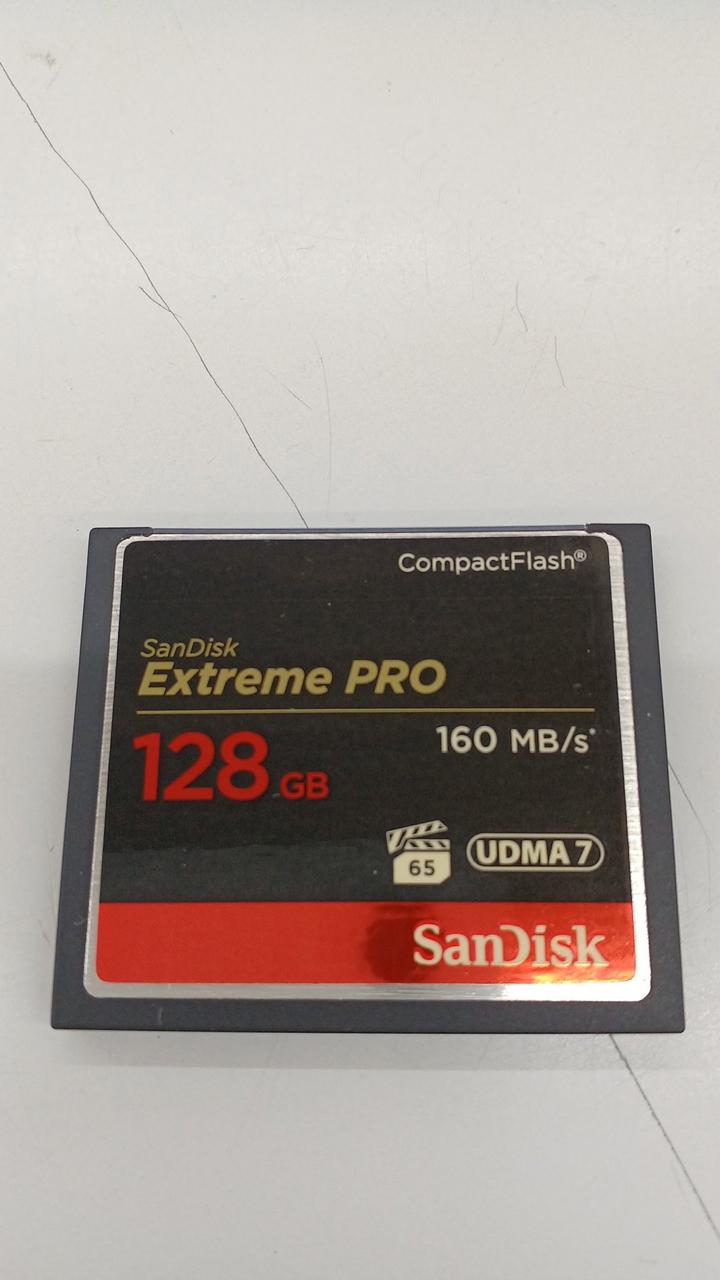 CompactFlash®
SanDisk
Extreme PRO
128 GB
160 MB/s*
65
UDMA 7
SanDisk